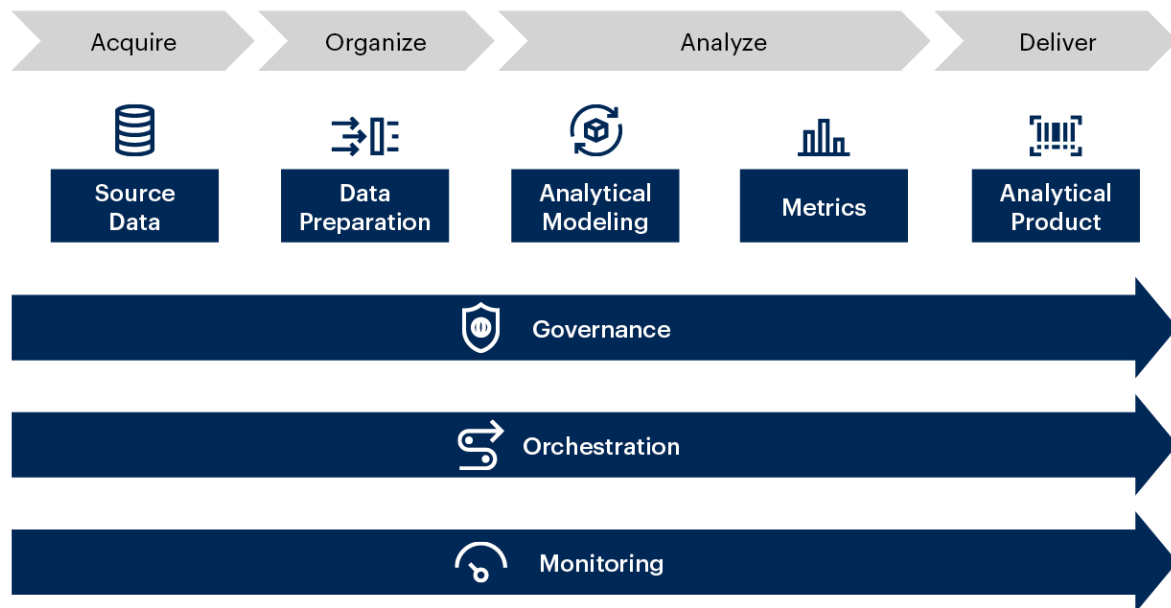 Acquire
Organize
Analyze
Deliver
Source
Data
Data
Preparation
Analytical
Modeling
Metrics
Analytical
Product
Governance
Orchestration
Monitoring